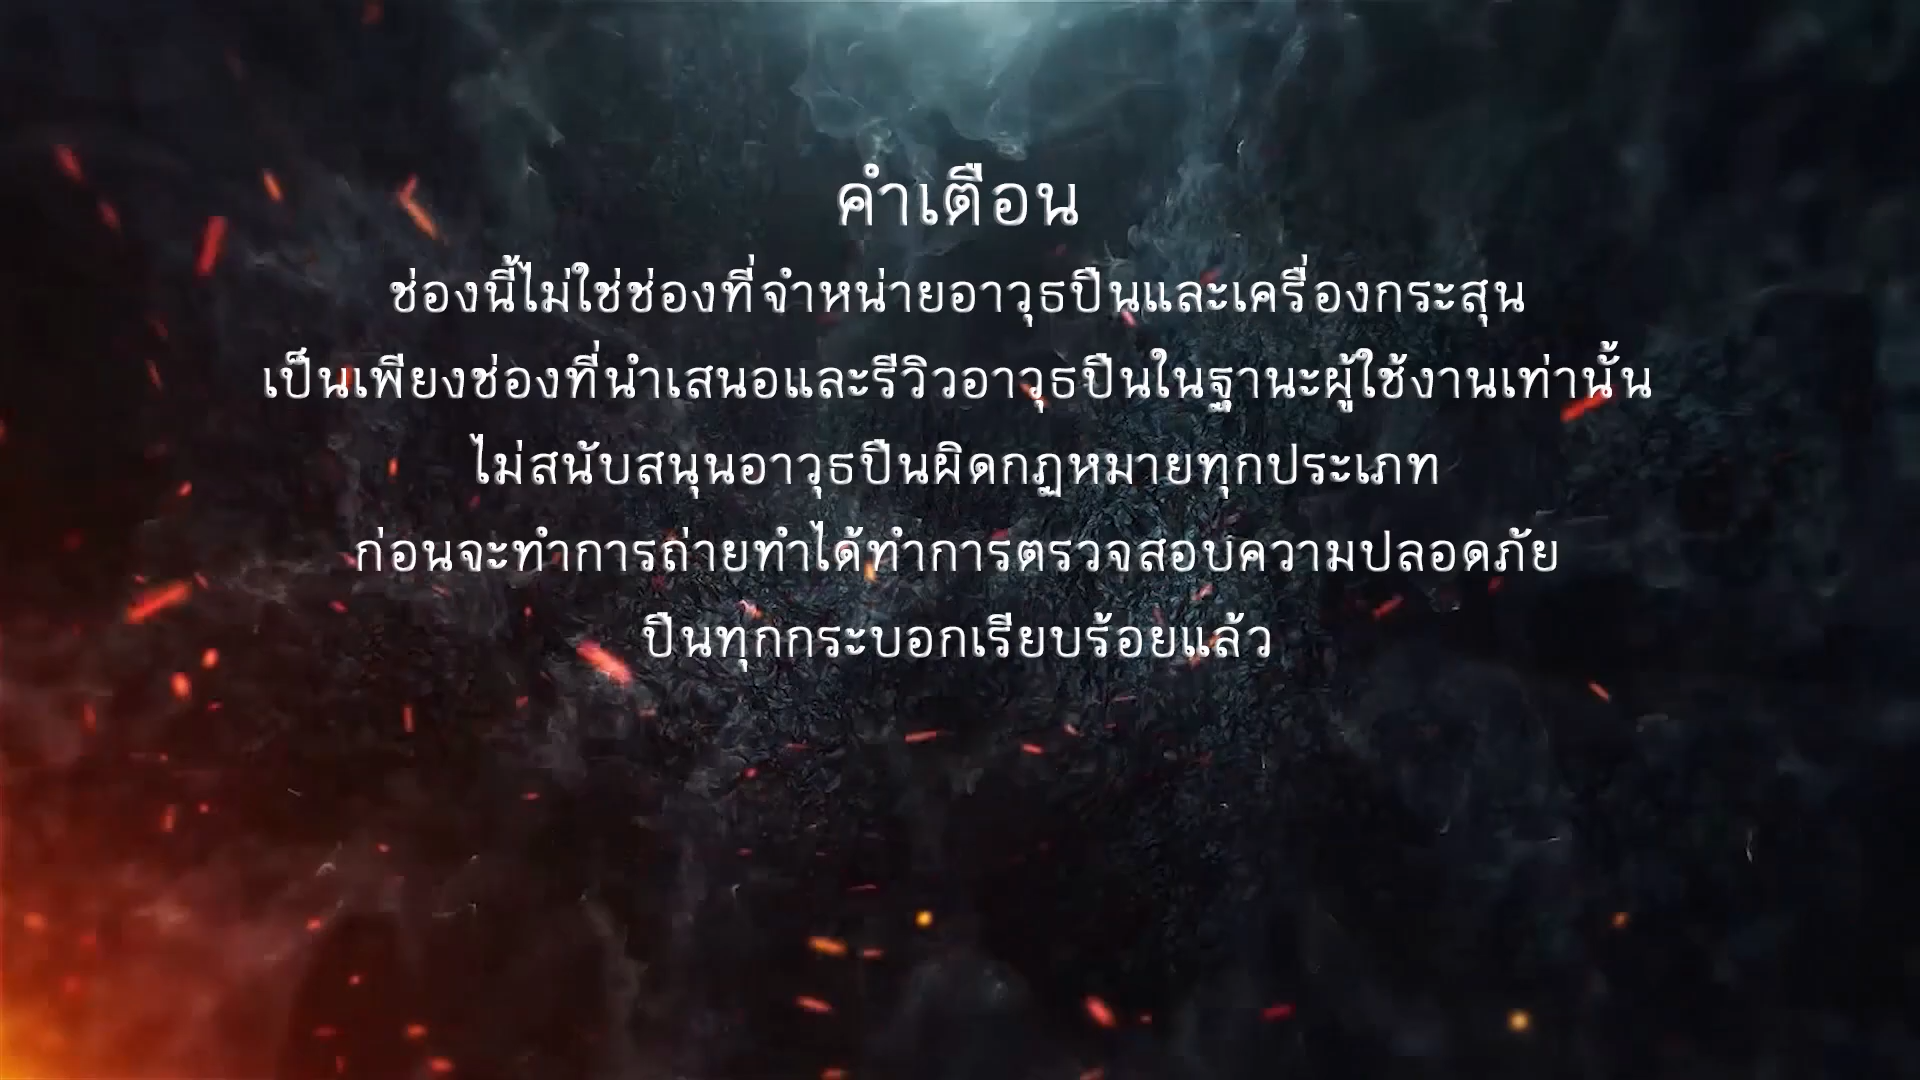 คำเตือน
ช่องนี้ไม่ใช่ช่องที่จำหน่ายอาวุธปืนและเครื่องกระสุน
เป็นเพียงช่องที่นำเสนอและรีวิวอาวุธปืนในฐานะผู้ใช้งานเท่านั้น
ไม่สนับสนุนอาวุธปืนผิดกฏหมายทุกประเภท
ก่อนจะทำการถ่ายทำได้ทำการตรวจสอบความปลอดภัย
ปืนทุกกระบอกเรียบร้อยแล้ว